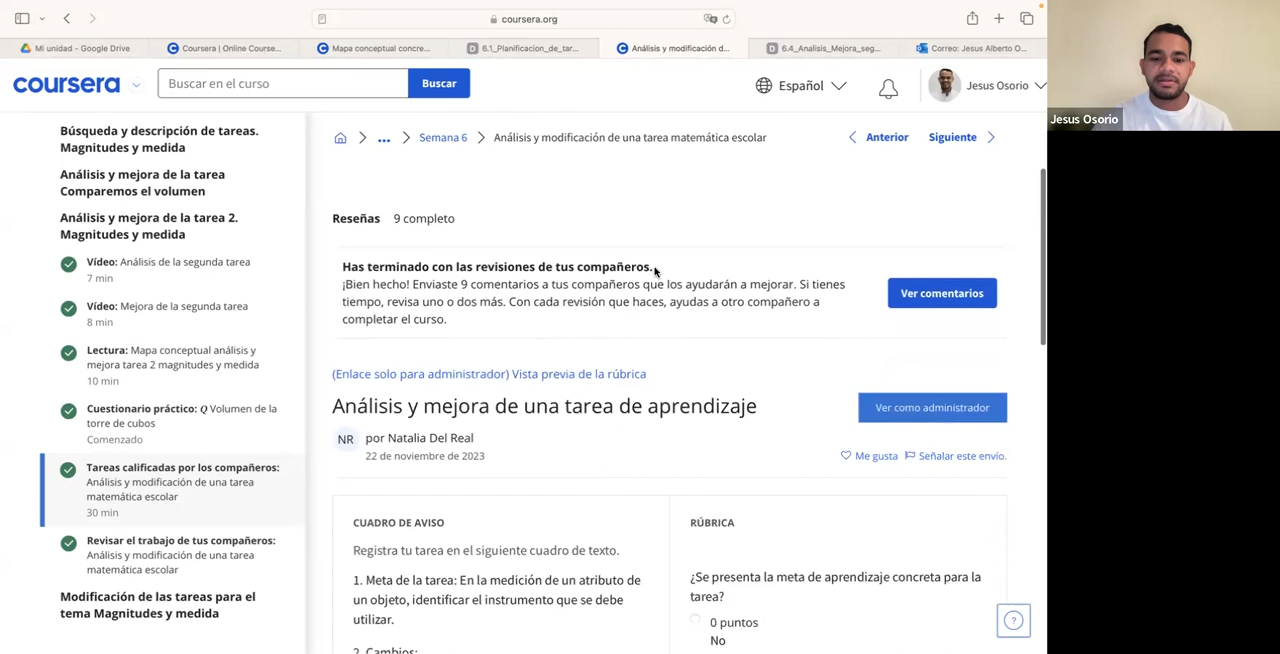 coursera.org
Mi unidad - Google Drive
Coursera | Online Course...
Mapa conceptual concre...
6.1_Planificacion_de_tar...
Análisis y modificación d...
6.4_Analisis_Mejora_seg...
Correo: Jesus Alberto O...
coursera
Buscar en el curso
Buscar
Español
Jesus Osorio
Jesus Osorio
Búsqueda y descripción de tareas.
Magnitudes y medida
Análisis y mejora de la tarea
Comparemos el volumen
Análisis y mejora de la tarea 2.
Magnitudes y medida
Vídeo: Análisis de la segunda tarea
7 min
Vídeo: Mejora de la segunda tarea
8 min
Lectura: Mapa conceptual análisis y
mejora tarea 2 magnitudes y medida
10 min
Cuestionario práctico: Q Volumen de la
torre de cubos
Comenzado
Tareas calificadas por los compañeros:
Análisis y modificación de una tarea
matemática escolar
30 min
Revisar el trabajo de tus compañeros:
Análisis y modificación de una tarea
matemática escolar
Modificación de las tareas para el
tema Magnitudes y medida
... Semana 6 Análisis y modificación de una tarea matemática escolar
Anterior Siguiente
Reseñas 9 completo
Has terminado con las revisiones de tus compañeros.
¡Bien hecho! Enviaste 9 comentarios a tus compañeros que los ayudarán a mejorar. Si tienes
tiempo, revisa uno o dos más. Con cada revisión que haces, ayudas a otro compañero a
completar el curso.
Ver comentarios
(Enlace solo para administrador) Vista previa de la rúbrica
Análisis y mejora de una tarea de aprendizaje
Ver como administrador
NR por Natalia Del Real
22 de noviembre de 2023
Me gusta Señalar este envío.
CUADRO DE AVISO
Registra tu tarea en el siguiente cuadro de texto.
1. Meta de la tarea: En la medición de un atributo de
un objeto, identificar el instrumento que se debe
utilizar.
2. Cambios:
RÚBRICA
¿Se presenta la meta de aprendizaje concreta para la
tarea?
0 puntos
No
?